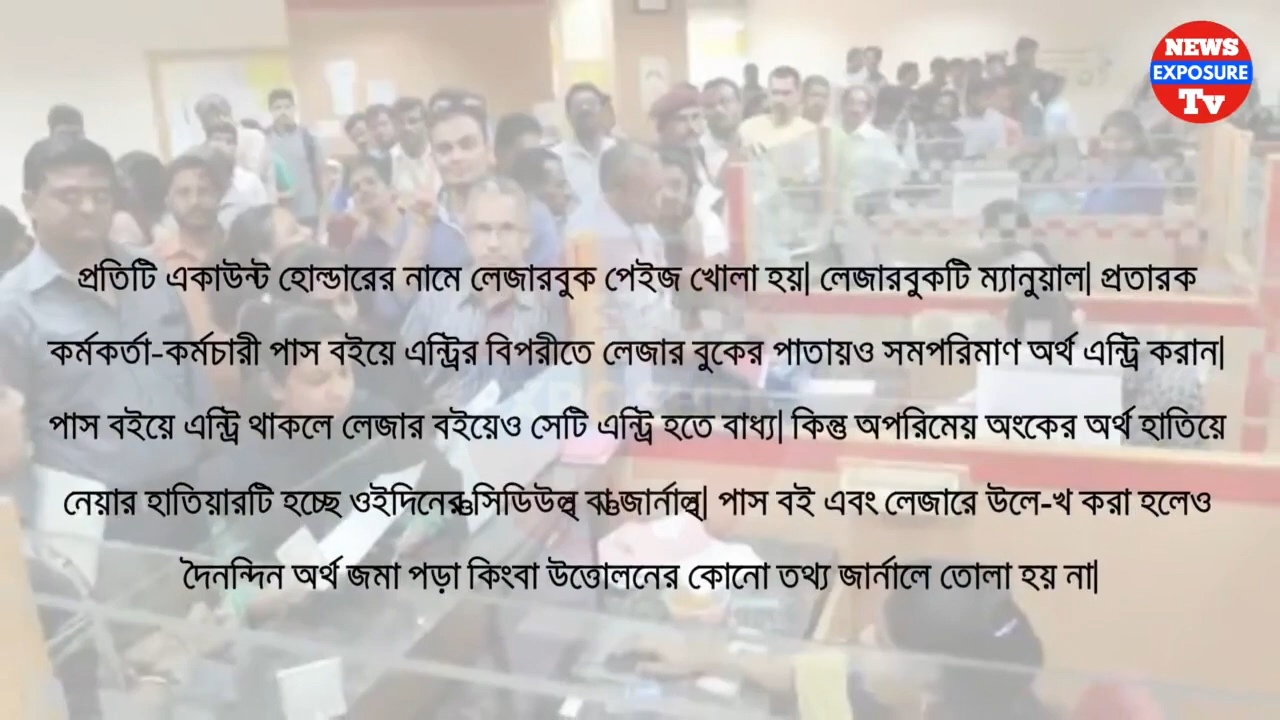 NEWS
EXPOSURE
Tv
প্রতিটি একাউন্ট হোল্ডারের নামে লেজারবুক পেইজ খোলা হয়| লেজারবুকটি ম্যানুয়াল| প্রতারক
কর্মকর্তা-কর্মচারী পাস বইয়ে এন্ট্রির বিপরীতে লেজার বুকের পাতায়ও সমপরিমাণ অর্থ এন্ট্রি করান|
পাস বইয়ে এন্ট্রি থাকলে লেজার বইয়েও সেটি এন্ট্রি হতে বাধ্য| কিন্তু অপরিমেয় অংকের অর্থ হাতিয়ে
নেয়ার হাতিয়ারটি হচ্ছে পাস বই এবং লেজারে উলে-খ করা হলেও
দৈনন্দিন অর্থ জমা পড়া কিংবা উত্তোলনের কোনো তথ্য জার্নালে তোলা হয় না|